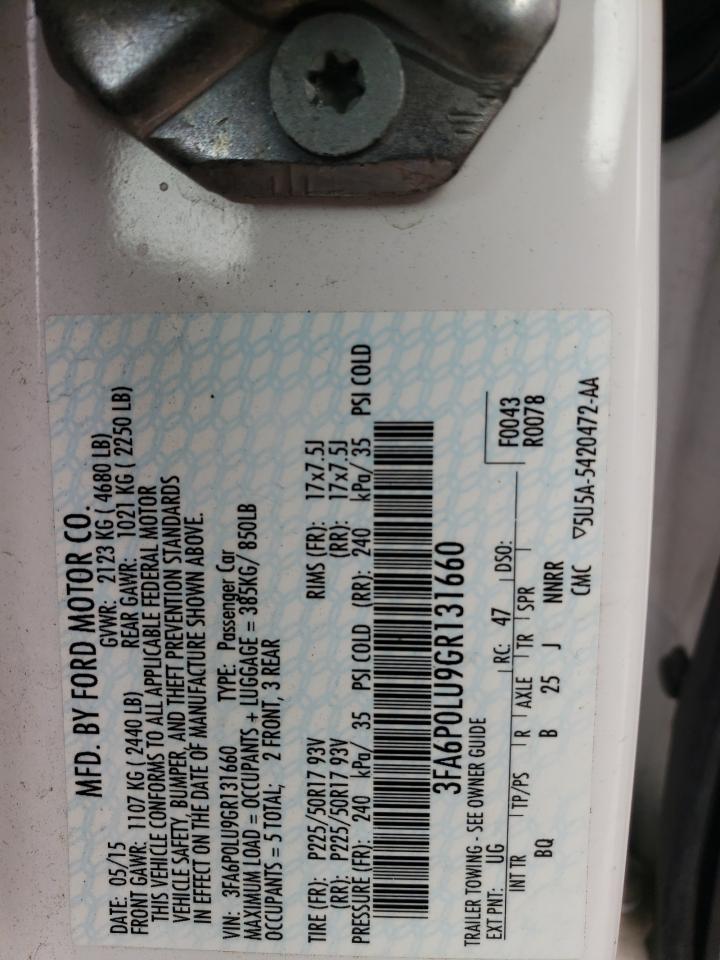 MFD. BY FORD MOTOR CO.
DATE: 05/15 GVWR: 2123 KG ( 4680 LB)
FRONT GAWR: 1107 KG ( 2440 LB) REAR GAWR: 1021 KG ( 2250 LB)
THIS VEHICLE CONFORMS TO ALL APPLICABLE FEDERAL MOTOR
VEHICLE SAFETY, BUMPER, AND THEFT PREVENTION STANDARDS
IN EFFECT ON THE DATE OF MANUFACTURE SHOWN ABOVE.
VIN: 3FA6P0LU9GR131660 TYPE: Passenger Car
MAXIMUM LOAD = OCCUPANTS + LUGGAGE = 385KG/ 850LB
OCCUPANTS = 5 TOTAL; 2 FRONT, 3 REAR
TIRE (FR): P225/50R17 93V RIMS (FR): 17x7.5J
(RR): P225/50R17 93V (RR): 17x7.5J
PRESSURE (FR): 240 kPa/ 35 PSI COLD (RR): 240 kPa/ 35 PSI COLD
3FA6P0LU9GR131660
TRAILER TOWING - SEE OWNER GUIDE F0043
EXT PNT: UG RC: 47 DSO: R0078
INT TR TP/PS R AXLE TR SPR
BQ B 25 J NNRR
CMC ▽5U5A-5420472-AA